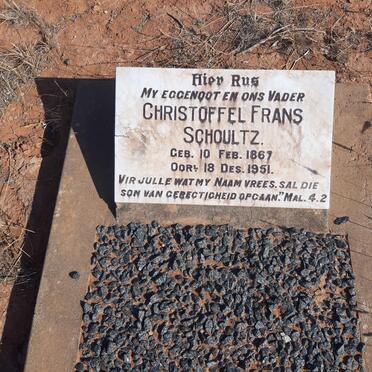 Hier Rus
MY EGGENOOT EN ONS VADER
CHRISTOFFEL FRANS
SCHOULTZ.
GEB. 10 FEB. 1867
OORL. 18 DES. 1951.
VIR JULLE WAT MY NAAM VREES, SAL DIE
SON VAN GERECTIGHEID OPGAAN." MAL. 4.2